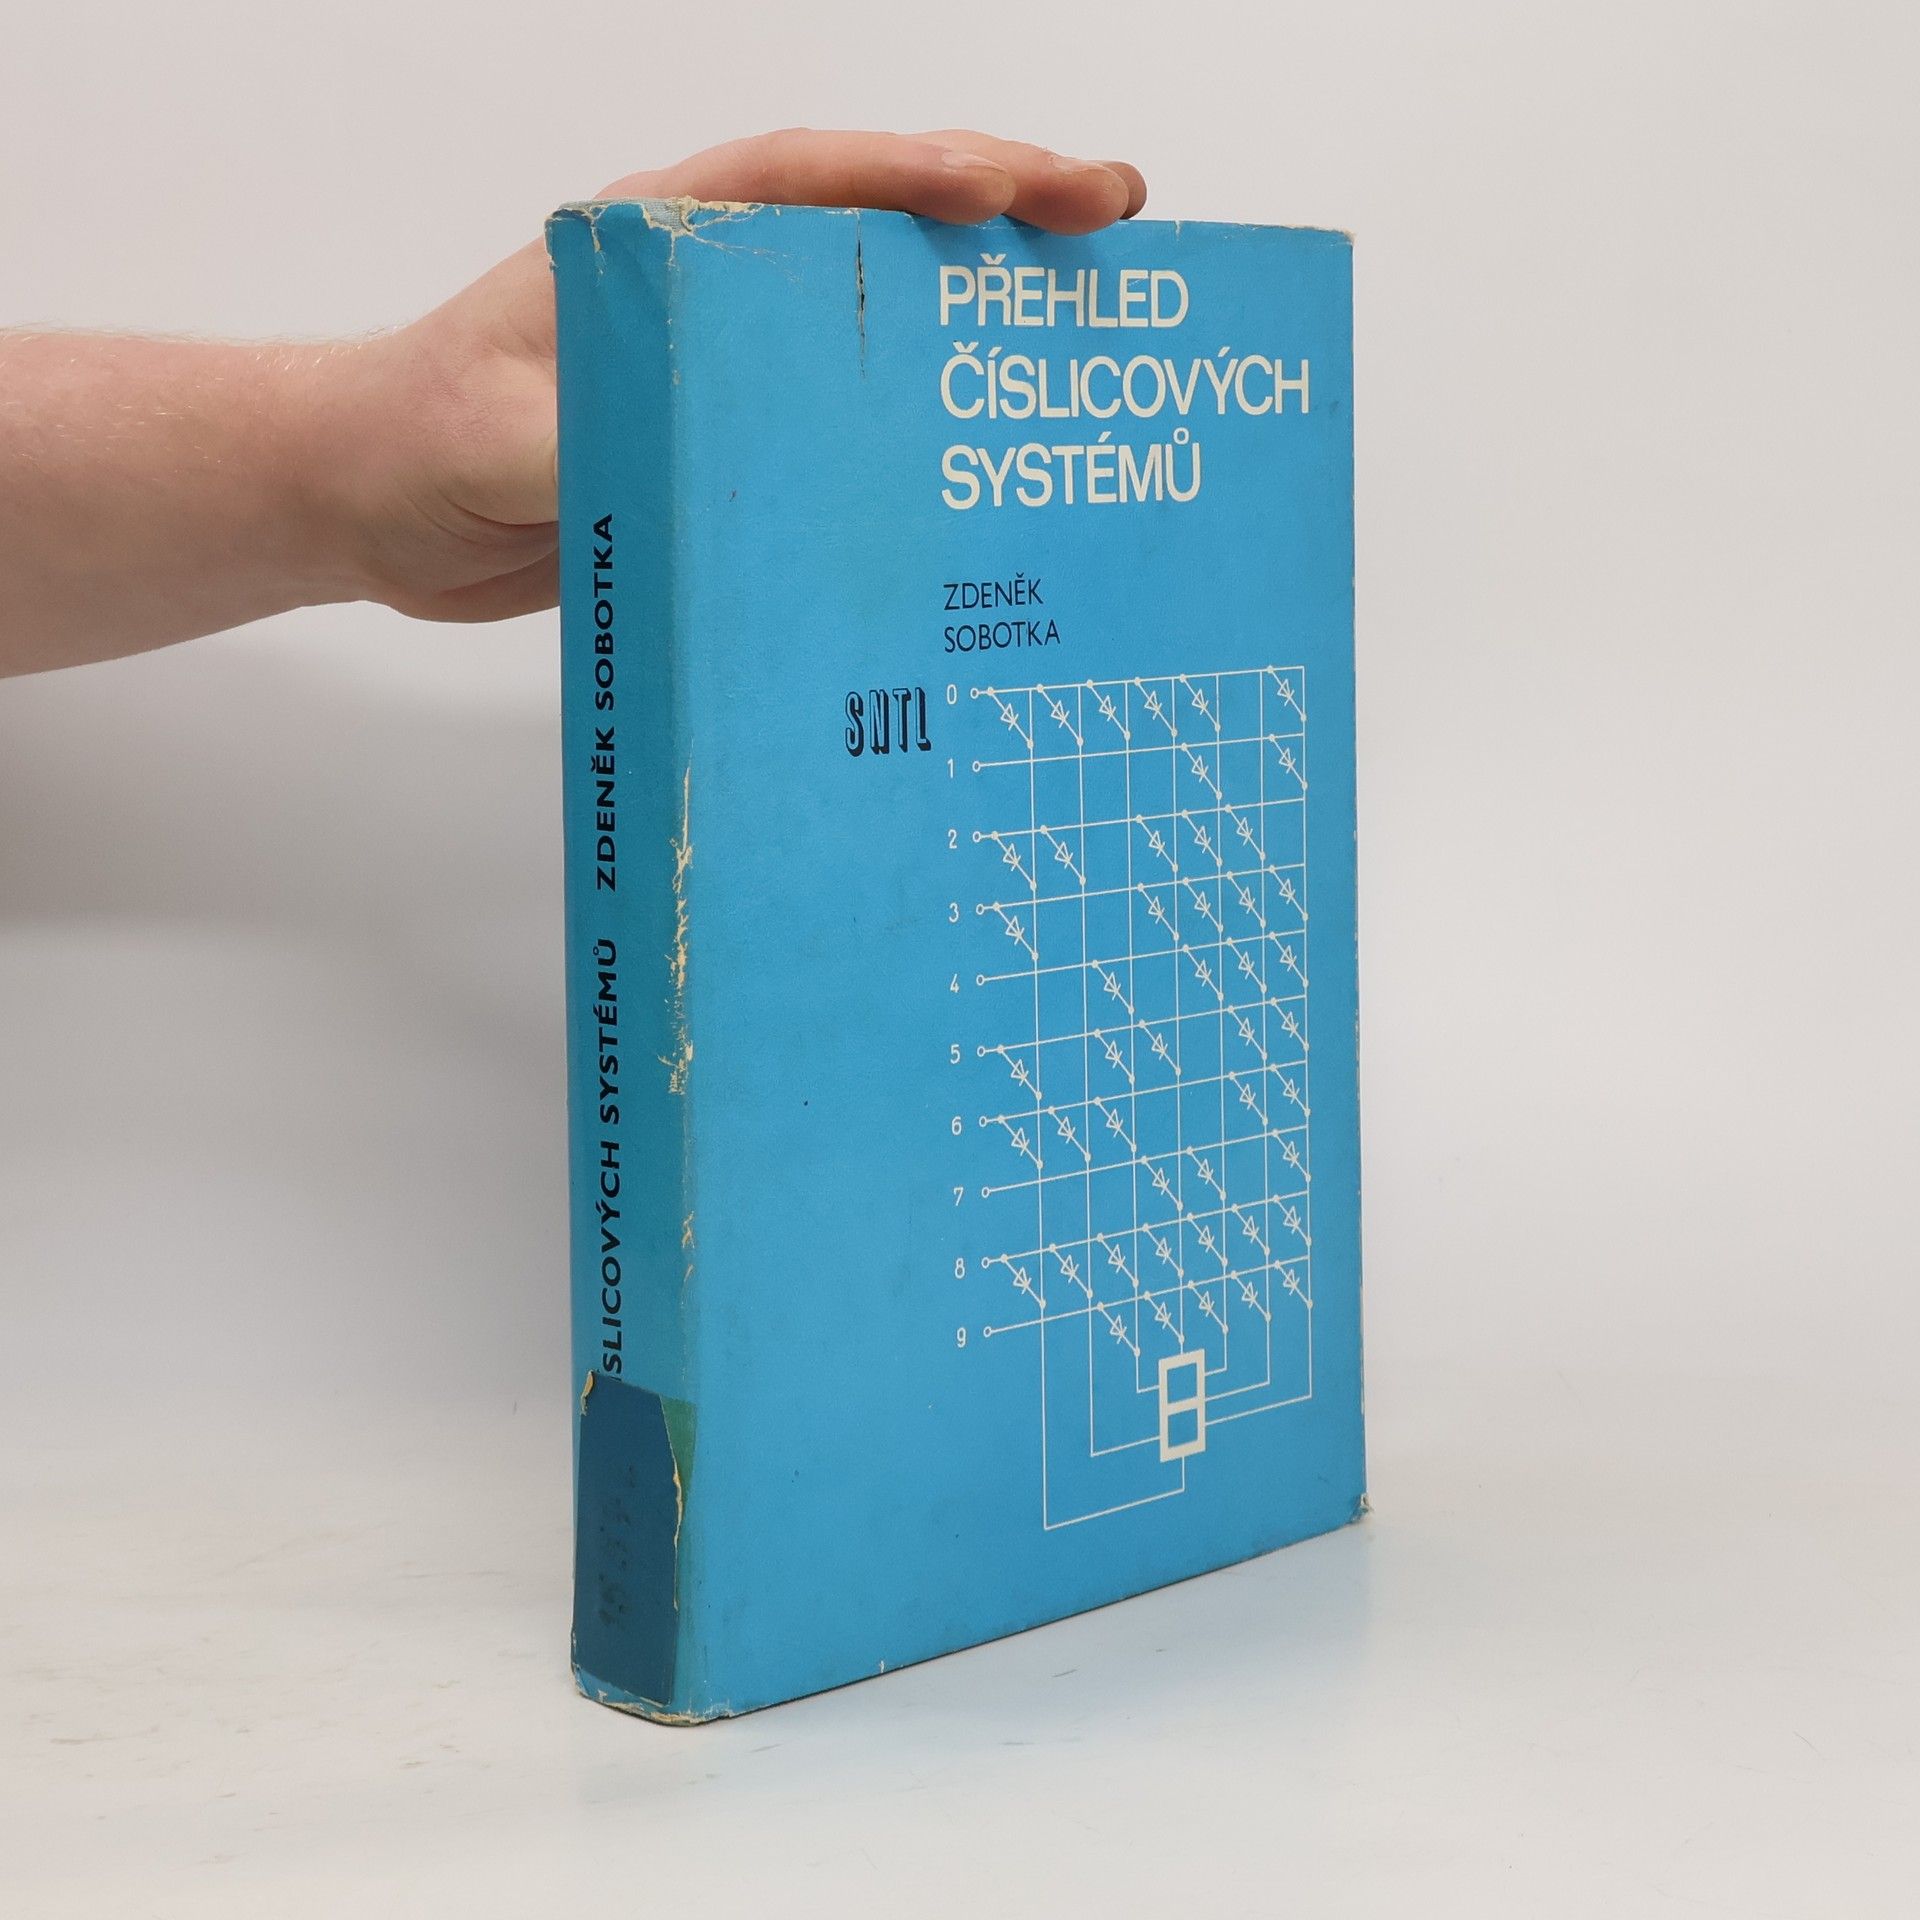 PŘEHLED
ČÍSLICOVÝCH
SYSTÉMŮ
ZDENĚK
SOBOTKA
SNTL
0
1
2
3
4
5
6
7
8
9
ÍSLICOVÝCH SYSTÉMŮ ZDENĚK SOBOTKA